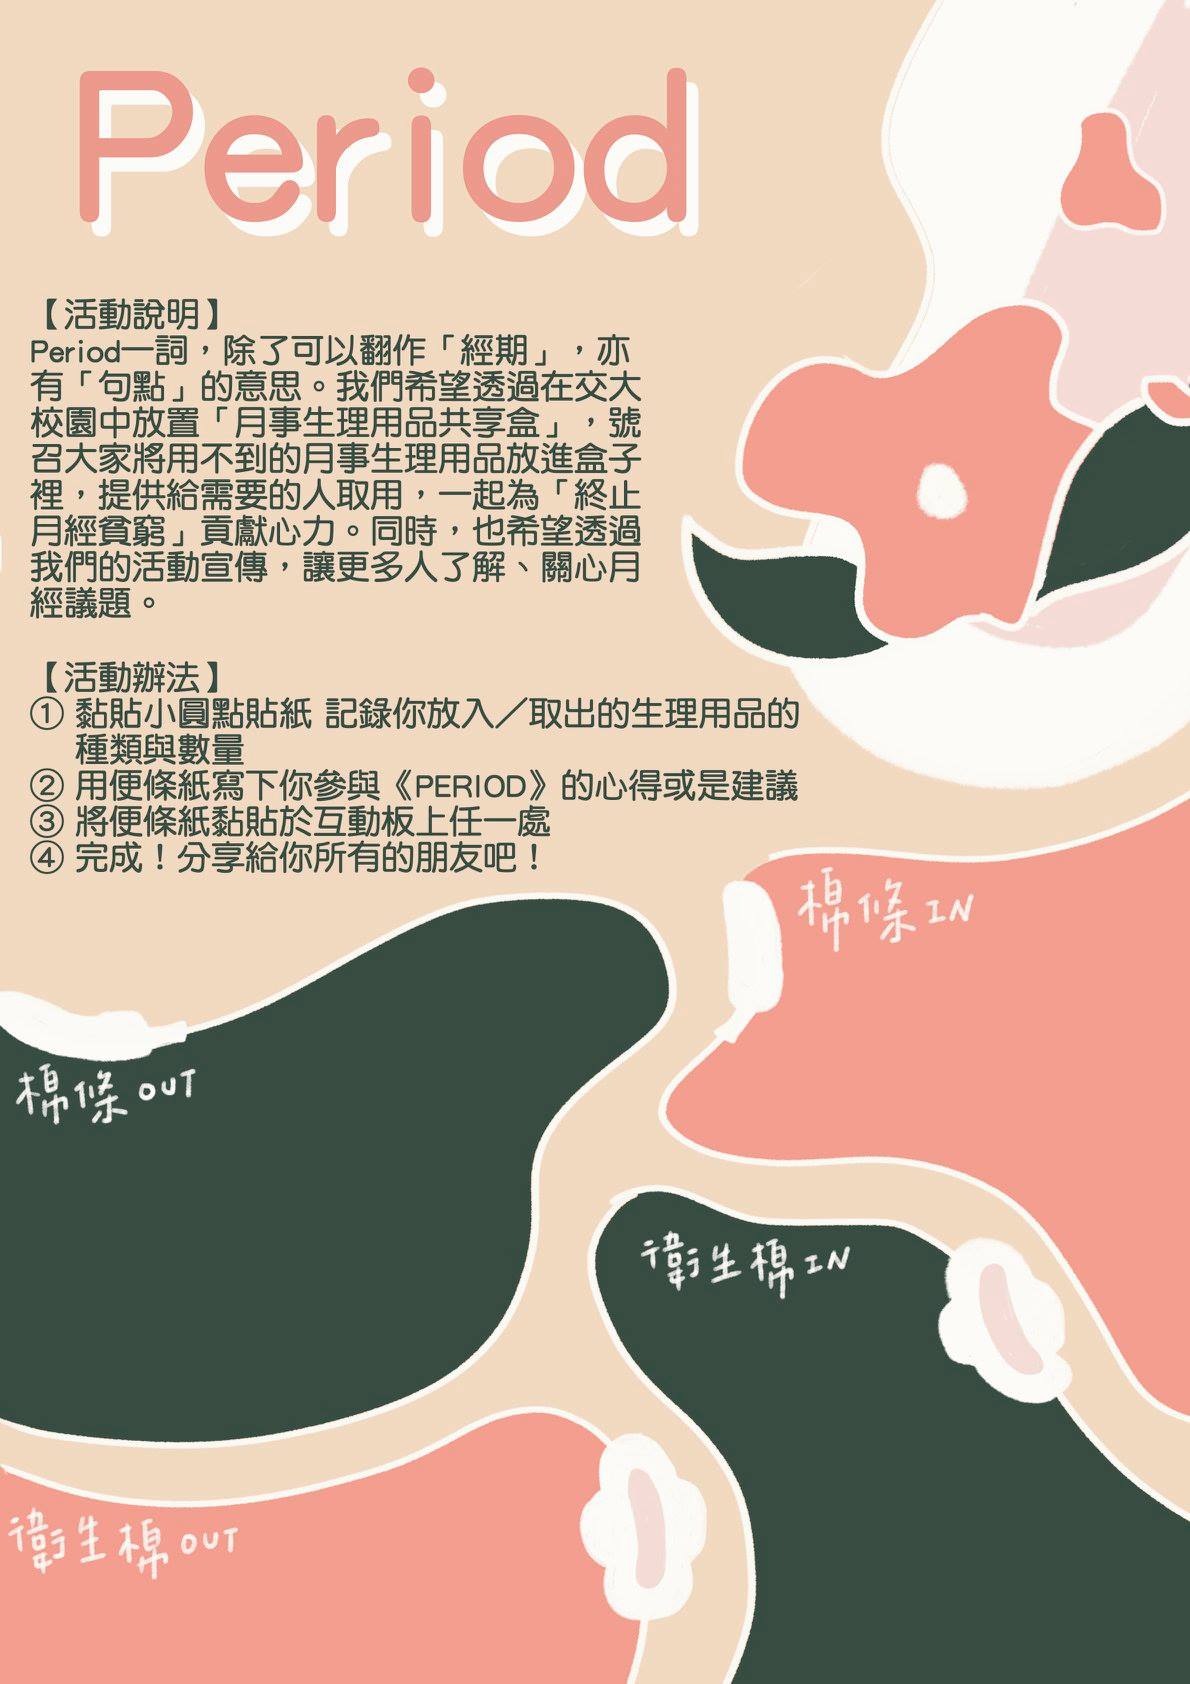 Period
【活動說明】
Period一詞，除了可以翻作「經期」，亦
有「句點」的意思。我們希望透過在交大
校園中放置「月事生理用品共享盒」，號
召大家將用不到的月事生理用品放進盒子
裡，提供給需要的人取用，一起為「終止
月經貧窮」貢獻心力。同時，也希望透過
我們的活動宣傳，讓更多人了解、關心月
經議題。
【活動辦法】
① 黏貼小圓點貼紙 記錄你放入／取出的生理用品的
種類與數量
② 用便條紙寫下你參與《PERIOD》的心得或是建議
③ 將便條紙黏貼於互動板上任一處
④ 完成！分享給你所有的朋友吧！
棉條IN
棉條OUT
衛生棉IN
衛生棉OUT